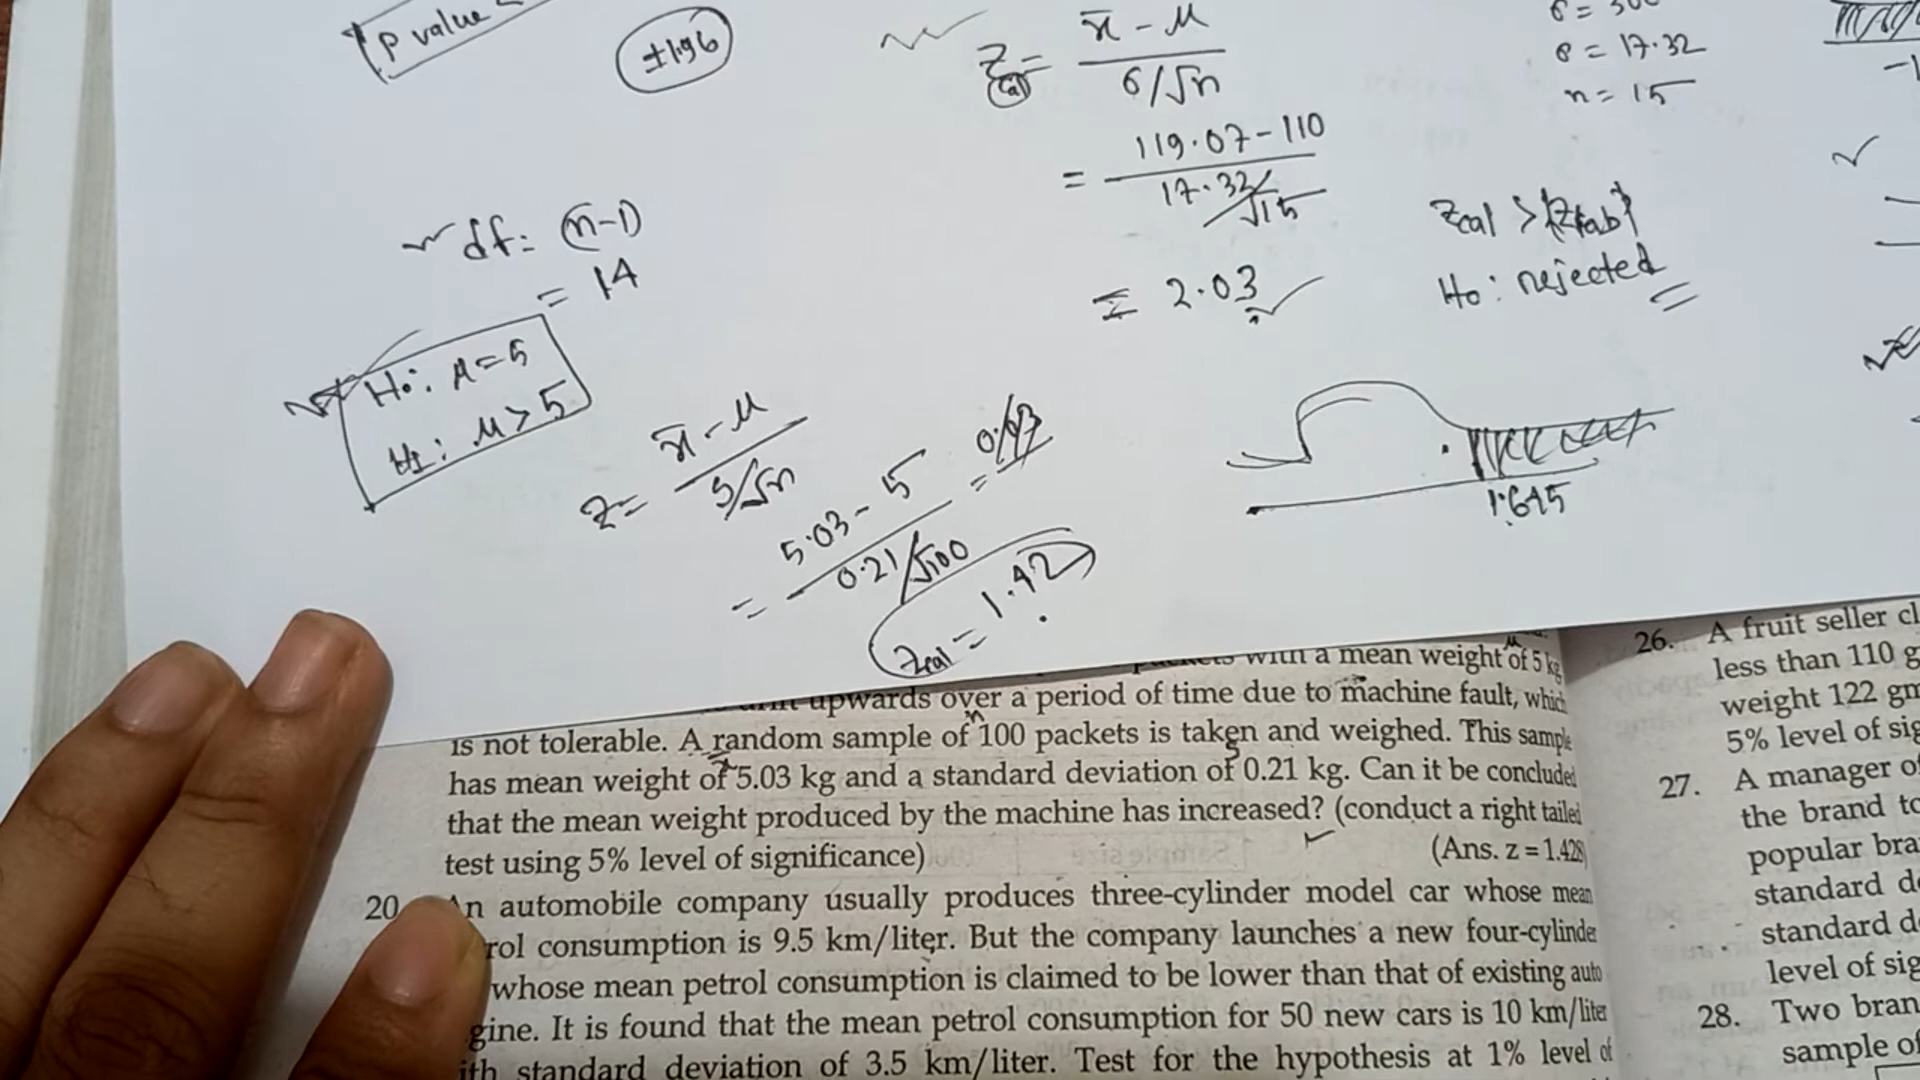 p value
±1.96
Z cal = x̄ - μ
σ/√n
= 119.07 - 110
17.32/√15
= 2.03
σ = 17.32
n = 15
Zcal > {Ztab}
Ho : rejected
df = (n-1)
= 14
Ho: μ = 5
H1: μ > 5
Z = x̄ - μ
s/√n
= 5.03 - 5
0.21/√100
Zcal = 1.42
1.645
with a mean weight of 5 kg
upwards over a period of time due to machine fault, which
is not tolerable. A random sample of 100 packets is taken and weighed. This sample
has mean weight of 5.03 kg and a standard deviation of 0.21 kg. Can it be concluded
that the mean weight produced by the machine has increased? (conduct a right tailed
test using 5% level of significance) (Ans. z = 1.428)
20 An automobile company usually produces three-cylinder model car whose mean
rol consumption is 9.5 km/liter. But the company launches a new four-cylinder
whose mean petrol consumption is claimed to be lower than that of existing auto
gine. It is found that the mean petrol consumption for 50 new cars is 10 km/liter
ith standard deviation of 3.5 km/liter. Test for the hypothesis at 1% level of
26. A fruit seller cl
less than 110 g
weight 122 gm
5% level of sig
27. A manager o
the brand to
popular bra
standard de
standard de
level of sig
28. Two bran
sample of